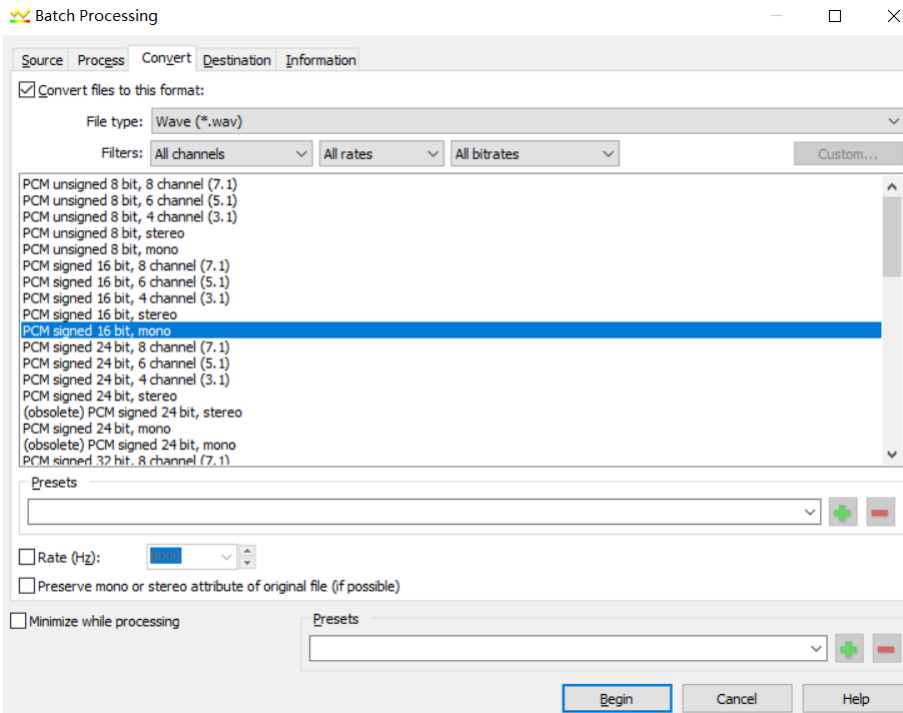 Batch Processing
Source Process Convert Destination Information
Convert files to this format:
File type: Wave (*.wav)
Filters: All channels All rates All bitrates Custom...
PCM unsigned 8 bit, 8 channel (7.1)
PCM unsigned 8 bit, 6 channel (5.1)
PCM unsigned 8 bit, 4 channel (3.1)
PCM unsigned 8 bit, stereo
PCM unsigned 8 bit, mono
PCM signed 16 bit, 8 channel (7.1)
PCM signed 16 bit, 6 channel (5.1)
PCM signed 16 bit, 4 channel (3.1)
PCM signed 16 bit, stereo
PCM signed 16 bit, mono
PCM signed 24 bit, 8 channel (7.1)
PCM signed 24 bit, 6 channel (5.1)
PCM signed 24 bit, 4 channel (3.1)
PCM signed 24 bit, stereo
(obsolete) PCM signed 24 bit, stereo
PCM signed 24 bit, mono
(obsolete) PCM signed 24 bit, mono
PCM signed 32 bit, 8 channel (7.1)
Presets
Rate (Hz): 8000
Preserve mono or stereo attribute of original file (if possible)
Minimize while processing
Presets
Begin Cancel Help